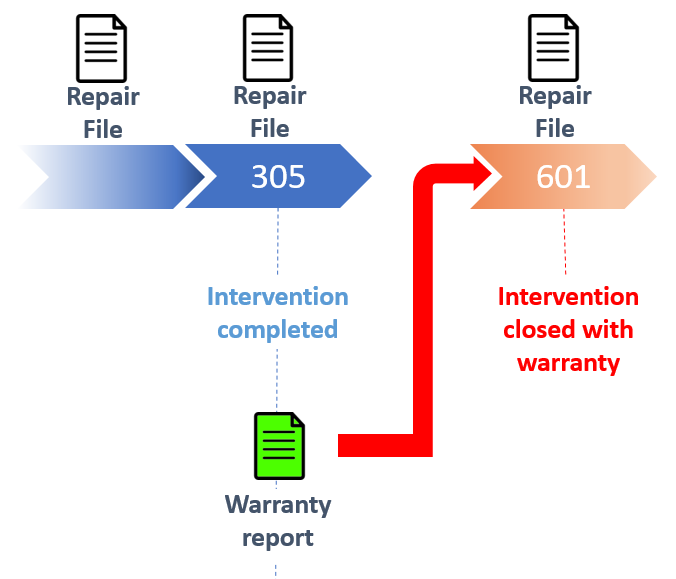 Repair
File
Repair
File
Repair
File
305
601
Intervention
completed
Intervention
closed with
warranty
Warranty
report